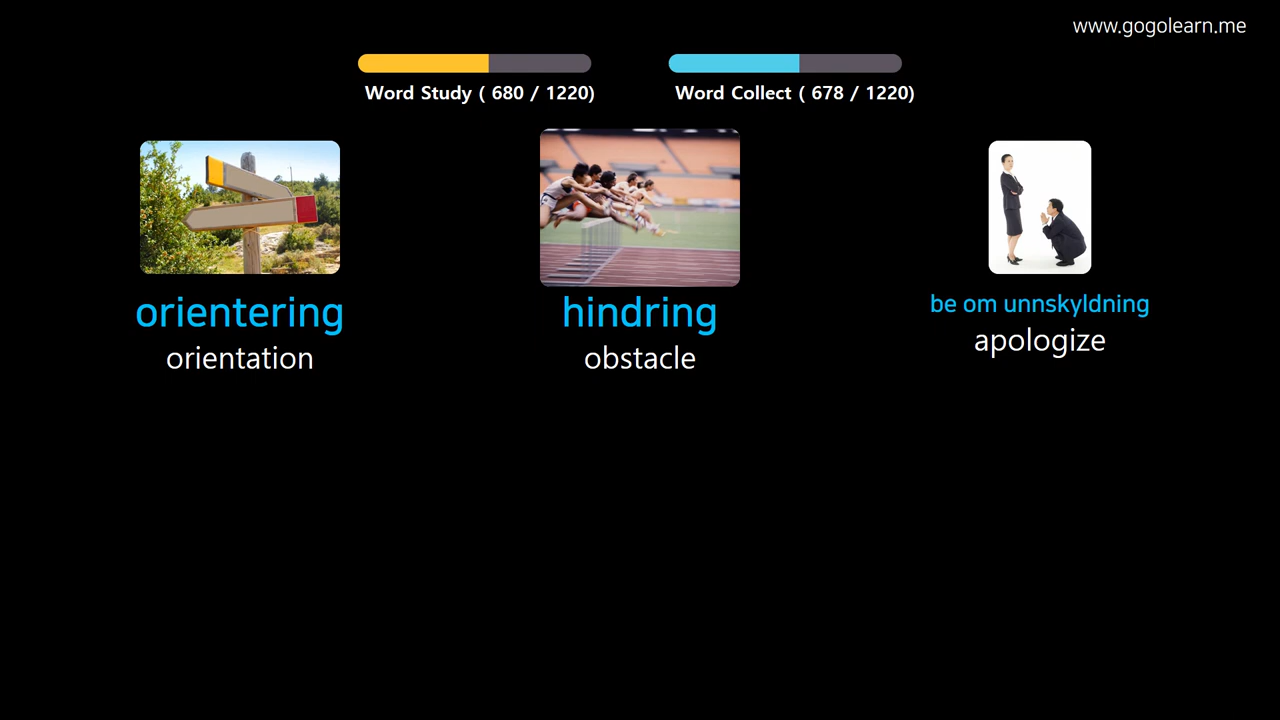 www.gogolearn.me
Word Study ( 680 / 1220)
Word Collect ( 678 / 1220)
orientering
orientation
hindring
obstacle
be om unnskyldning
apologize